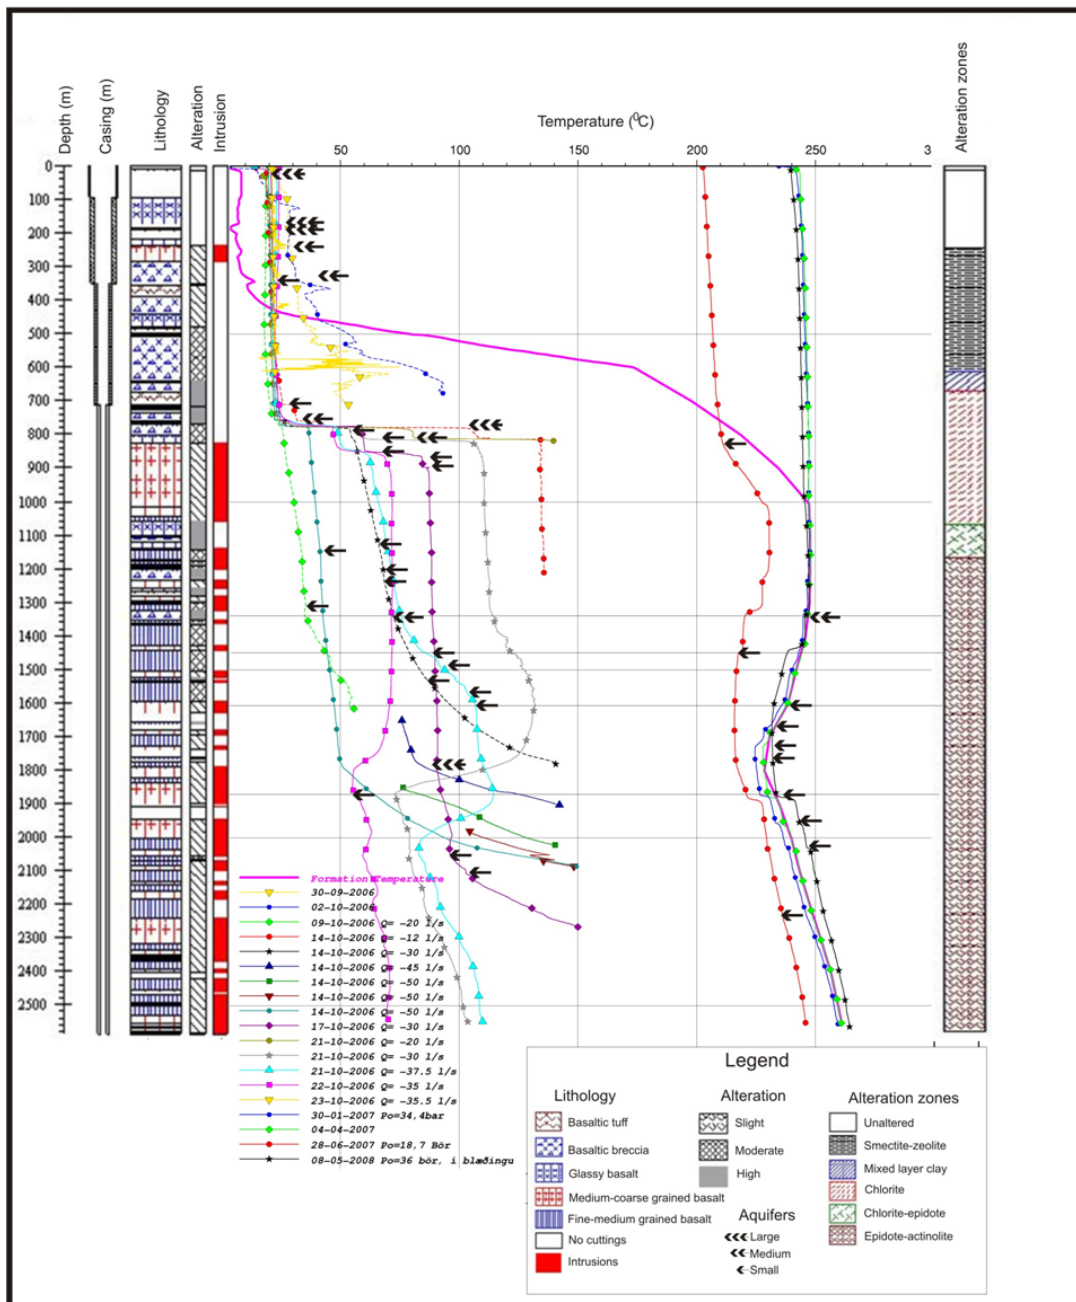 Depth (m)
Casing (m)
Lithology
Alteration
Intrusion
Temperature (⁰C)
Alteration zones
50
100
150
200
250
3
0
100
200
300
400
500
600
700
800
900
1000
1100
1200
1300
1400
1500
1600
1700
1800
1900
2000
2100
2200
2300
2400
2500
Formation Temperature
30-09-2006
02-10-2006
09-10-2006 Q= -20 l/s
14-10-2006 Q= -12 l/s
14-10-2006 Q= -30 l/s
14-10-2006 Q= -45 l/s
14-10-2006 Q= -50 l/s
14-10-2006 Q= -50 l/s
14-10-2006 Q= -50 l/s
17-10-2006 Q= -30 l/s
21-10-2006 Q= -20 l/s
21-10-2006 Q= -30 l/s
21-10-2006 Q= -37.5 l/s
22-10-2006 Q= -35 l/s
23-10-2006 Q= -35.5 l/s
30-01-2007 Po=34,4bar
04-04-2007
28-06-2007 Po=18,7 Bör
08-05-2008 Po=36 bör, í blæðingu
Legend
Lithology
Basaltic tuff
Basaltic breccia
Glassy basalt
Medium-coarse grained basalt
Fine-medium grained basalt
No cuttings
Intrusions
Alteration
Slight
Moderate
High
Aquifers
Large
Medium
Small
Alteration zones
Unaltered
Smectite-zeolite
Mixed layer clay
Chlorite
Chlorite-epidote
Epidote-actinolite